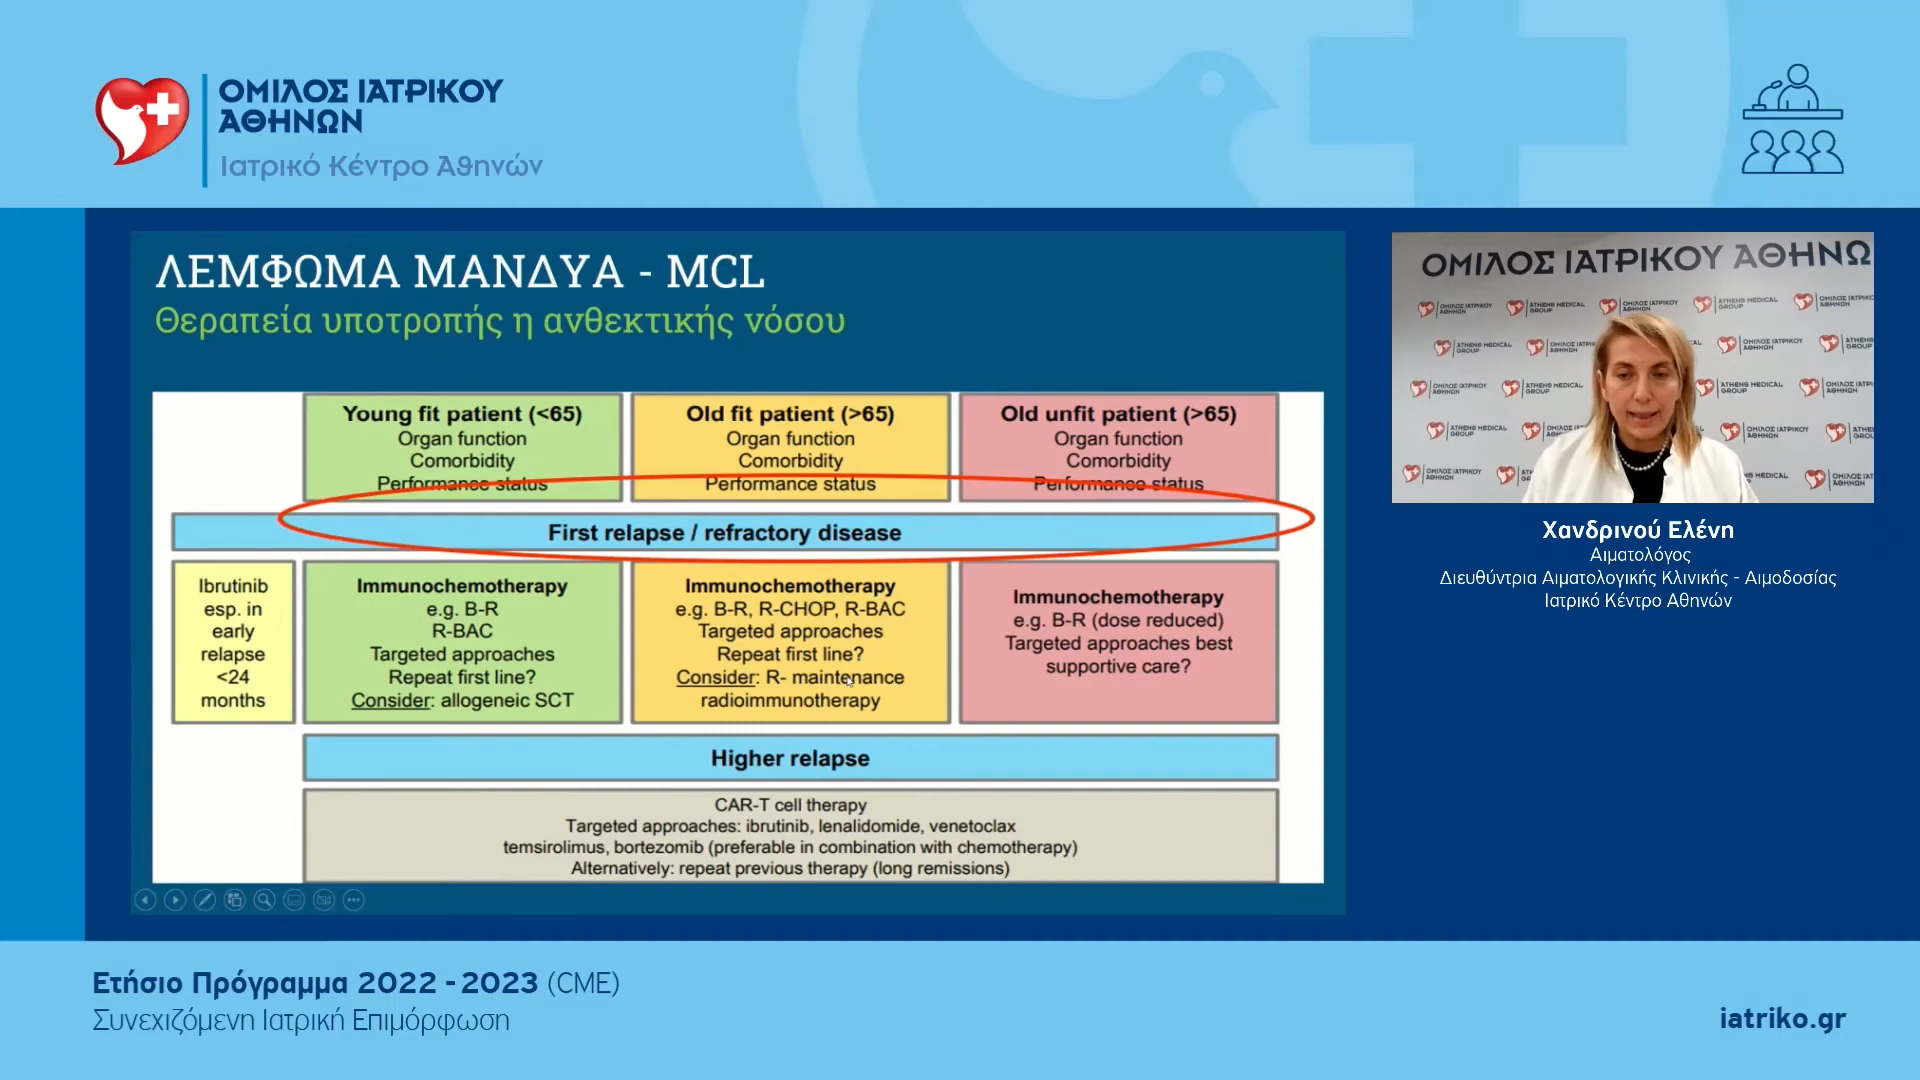 ΟΜΙΛΟΣ ΙΑΤΡΙΚΟΥ
ΑΘΗΝΩΝ
Ιατρικό Κέντρο Αθηνών
ΛΕΜΦΩΜΑ ΜΑΝΔΥΑ - MCL
Θεραπεία υποτροπής η ανθεκτικής νόσου
Young fit patient (<65)
Organ function
Comorbidity
Performance status
Old fit patient (>65)
Organ function
Comorbidity
Performance status
Old unfit patient (>65)
Organ function
Comorbidity
Performance status
First relapse / refractory disease
Ibrutinib
esp. in
early
relapse
<24
months
Immunochemotherapy
e.g. B-R
R-BAC
Targeted approaches
Repeat first line?
Consider: allogeneic SCT
Immunochemotherapy
e.g. B-R, R-CHOP, R-BAC
Targeted approaches
Repeat first line?
Consider: R- maintenance
radioimmunotherapy
Immunochemotherapy
e.g. B-R (dose reduced)
Targeted approaches best
supportive care?
Higher relapse
CAR-T cell therapy
Targeted approaches: ibrutinib, lenalidomide, venetoclax
temsirolimus, bortezomib (preferable in combination with chemotherapy)
Alternatively: repeat previous therapy (long remissions)
ΟΜΙΛΟΣ ΙΑΤΡΙΚΟΥ ΑΘΗΝΩ
Χανδρινού Ελένη
Αιματολόγος
Διευθύντρια Αιματολογικής Κλινικής - Αιμοδοσίας
Ιατρικό Κέντρο Αθηνών
Ετήσιο Πρόγραμμα 2022 - 2023 (CME)
Συνεχιζόμενη Ιατρική Επιμόρφωση
iatriko.gr